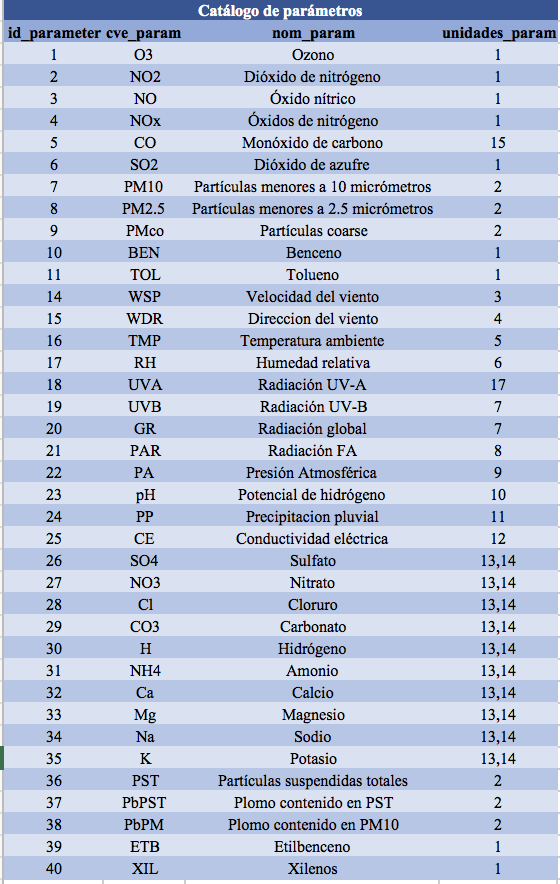 Catálogo de parámetros
id_parameter cve_param nom_param unidades_param
1 O3 Ozono 1
2 NO2 Dióxido de nitrógeno 1
3 NO Óxido nítrico 1
4 NOx Óxidos de nitrógeno 1
5 CO Monóxido de carbono 15
6 SO2 Dióxido de azufre 1
7 PM10 Partículas menores a 10 micrómetros 2
8 PM2.5 Partículas menores a 2.5 micrómetros 2
9 PMco Partículas coarse 2
10 BEN Benceno 1
11 TOL Tolueno 1
14 WSP Velocidad del viento 3
15 WDR Direccion del viento 4
16 TMP Temperatura ambiente 5
17 RH Humedad relativa 6
18 UVA Radiación UV-A 17
19 UVB Radiación UV-B 7
20 GR Radiación global 7
21 PAR Radiación FA 8
22 PA Presión Atmosférica 9
23 pH Potencial de hidrógeno 10
24 PP Precipitacion pluvial 11
25 CE Conductividad eléctrica 12
26 SO4 Sulfato 13,14
27 NO3 Nitrato 13,14
28 Cl Cloruro 13,14
29 CO3 Carbonato 13,14
30 H Hidrógeno 13,14
31 NH4 Amonio 13,14
32 Ca Calcio 13,14
33 Mg Magnesio 13,14
34 Na Sodio 13,14
35 K Potasio 13,14
36 PST Partículas suspendidas totales 2
37 PbPST Plomo contenido en PST 2
38 PbPM Plomo contenido en PM10 2
39 ETB Etilbenceno 1
40 XIL Xilenos 1